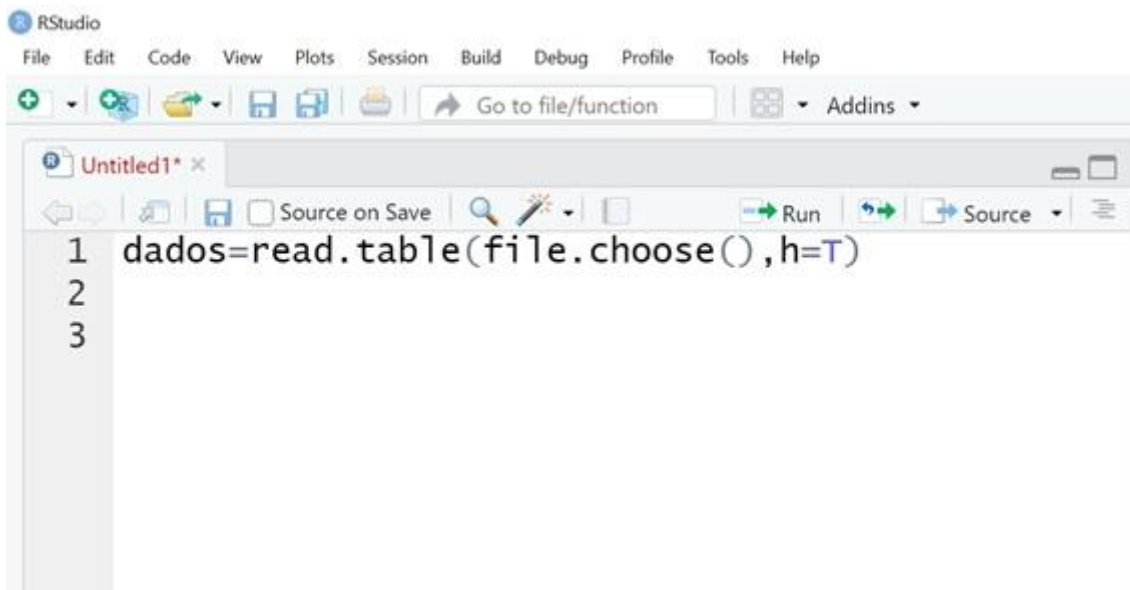 RStudio
File Edit Code View Plots Session Build Debug Profile Tools Help
Go to file/function Addins
Untitled1*
Source on Save Run Source
1 dados=read.table(file.choose(),h=T)
2
3